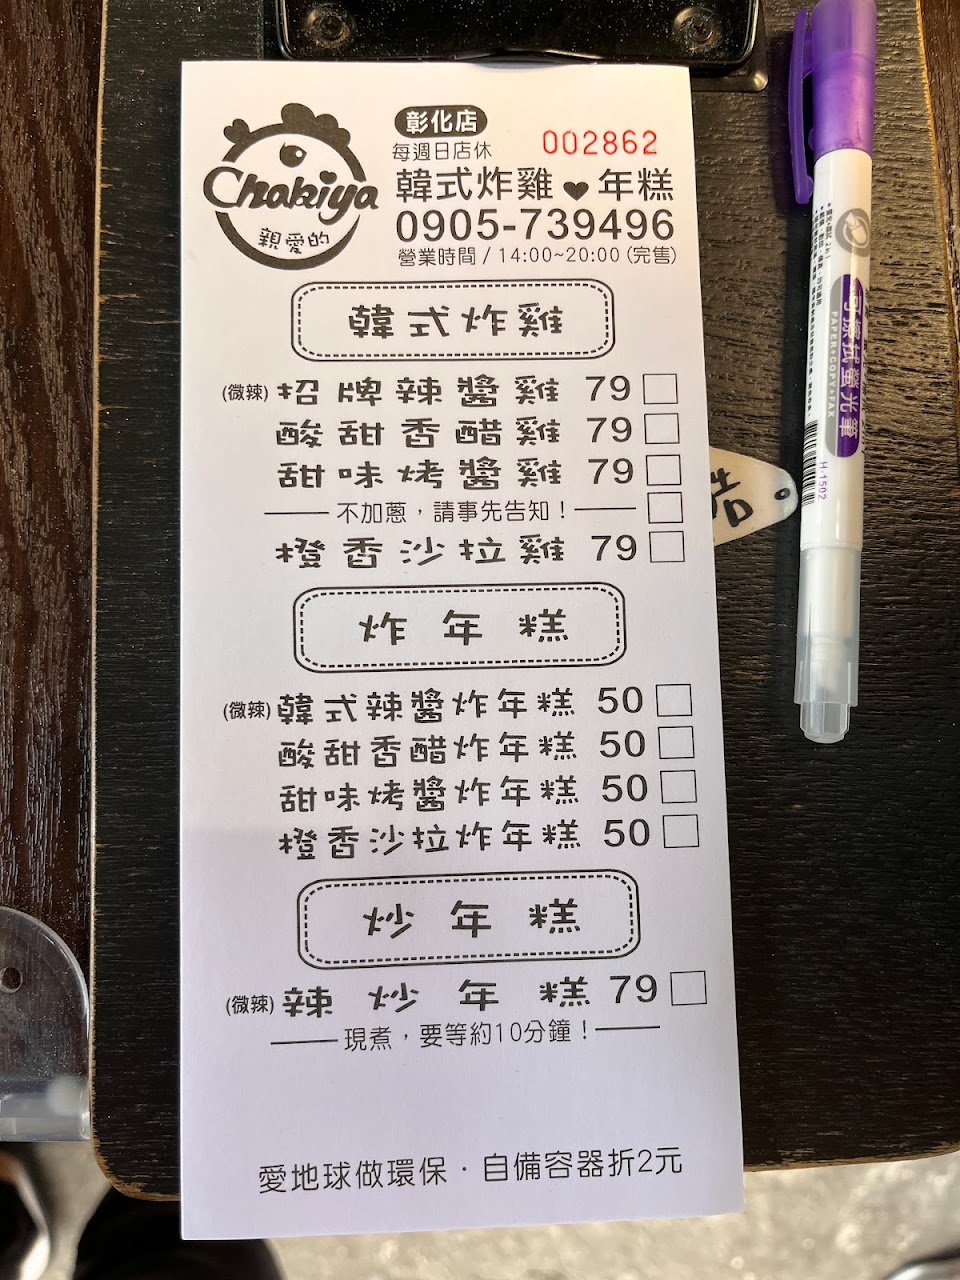 彰化店
002862
每週日店休
Chakiya
親愛的
韓式炸雞♥年糕
0905-739496
營業時間 / 14:00~20:00 (完售)
韓式炸雞
(微辣) 招牌辣醬雞 79
酸甜香醋雞 79
甜味烤醬雞 79
不加蔥，請事先告知！
橙香沙拉雞 79
炸年糕
(微辣) 韓式辣醬炸年糕 50
酸甜香醋炸年糕 50
甜味烤醬炸年糕 50
橙香沙拉炸年糕 50
炒年糕
(微辣) 辣炒年糕 79
現煮，要等約10分鐘！
愛地球做環保．自備容器折2元
可擦拭螢光筆
PAPER+COPY+FAX
H-1502